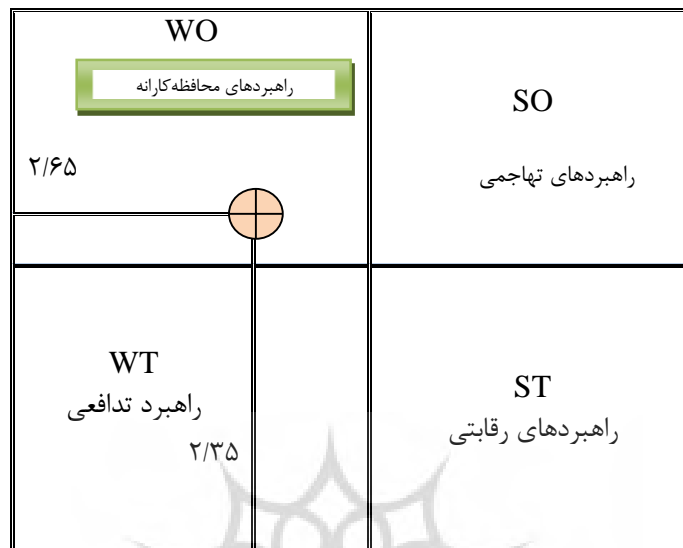 WO
راهبردهای محافظه‌کارانه
۲/۶۵
SO
راهبردهای تهاجمی
WT
راهبرد تدافعی
۲/۳۵
ST
راهبردهای رقابتی